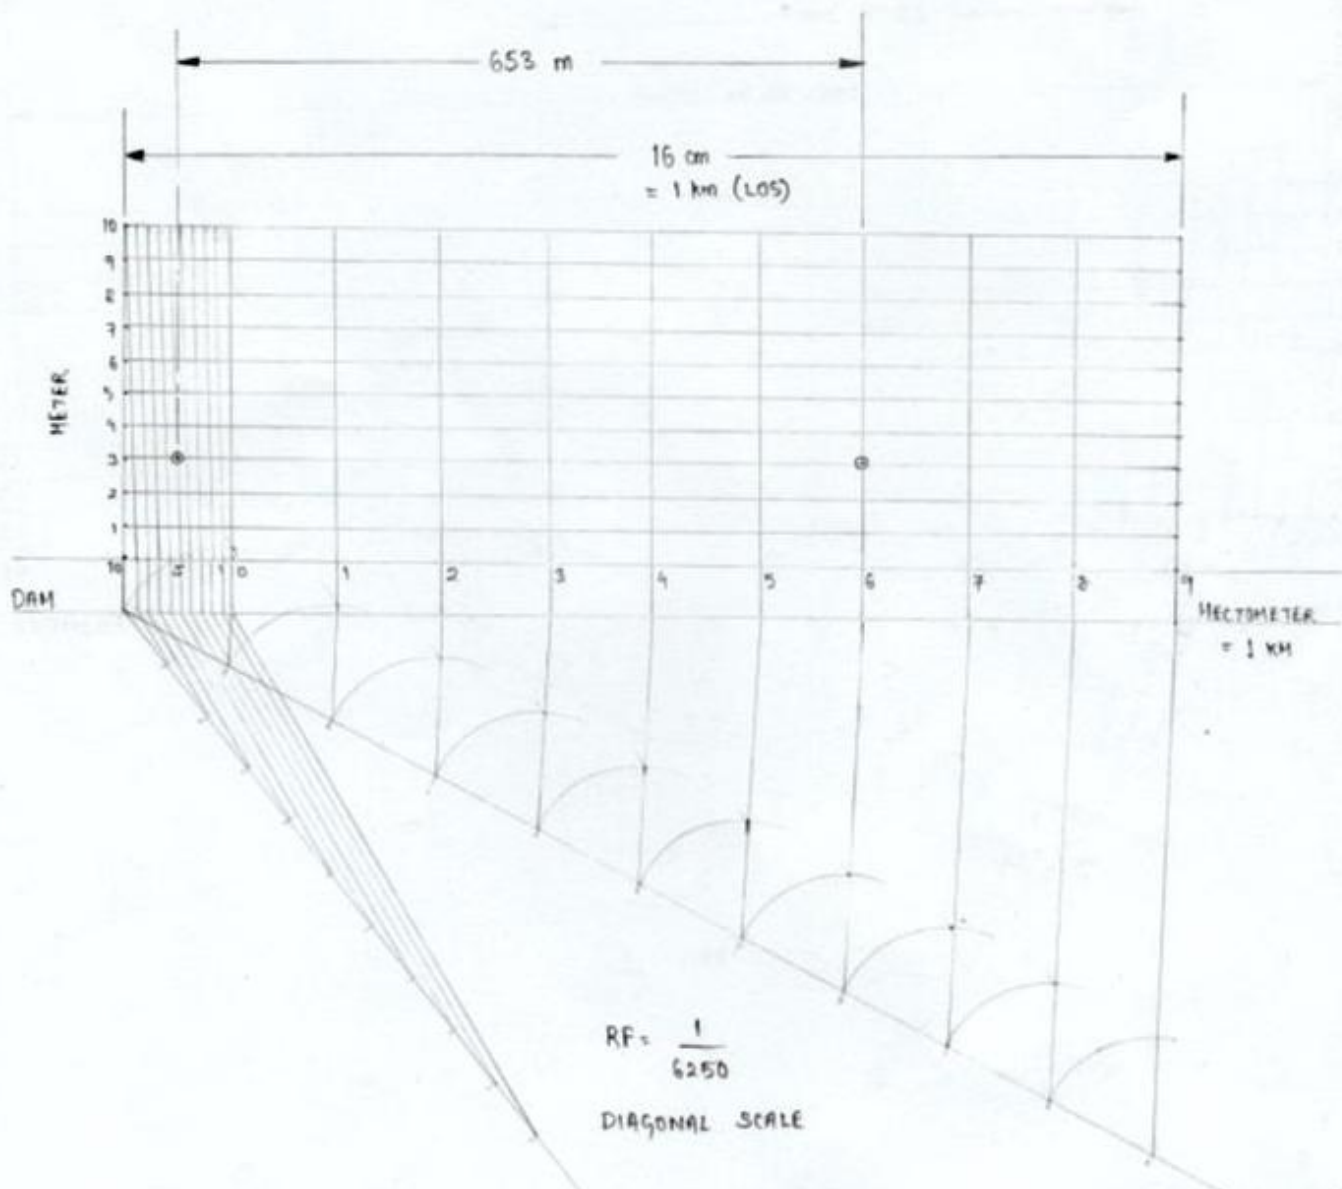 653 m
16 cm
= 1 km (LOS)
10
9
8
7
6
5
4
3
2
1
METER
10 5 1 0 1 2 3 4 5 6 7 8 9
DAM
HECTOMETER
= 1 KM
RF = 1
6250
DIAGONAL SCALE